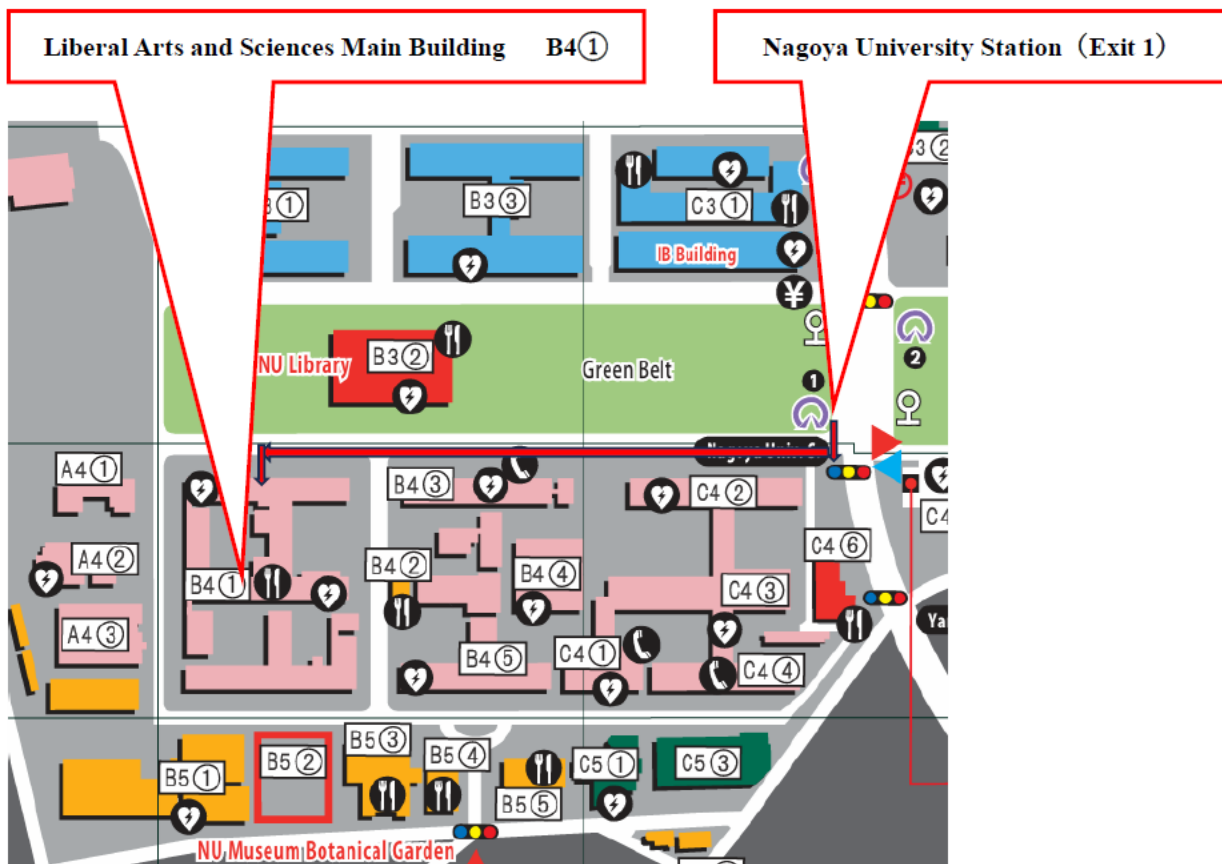 Liberal Arts and Sciences Main Building B4①
Nagoya University Station（Exit 1）
B3③
C3①
IB Building
¥
NU Library
B3②
Green Belt
1
2
A4①
B4③
C4②
A4②
B4①
B4②
B4④
C4③
C4⑥
A4③
B4⑤
C4①
C4④
B5①
B5②
B5③
B5④
B5⑤
C5①
C5③
NU Museum Botanical Garden